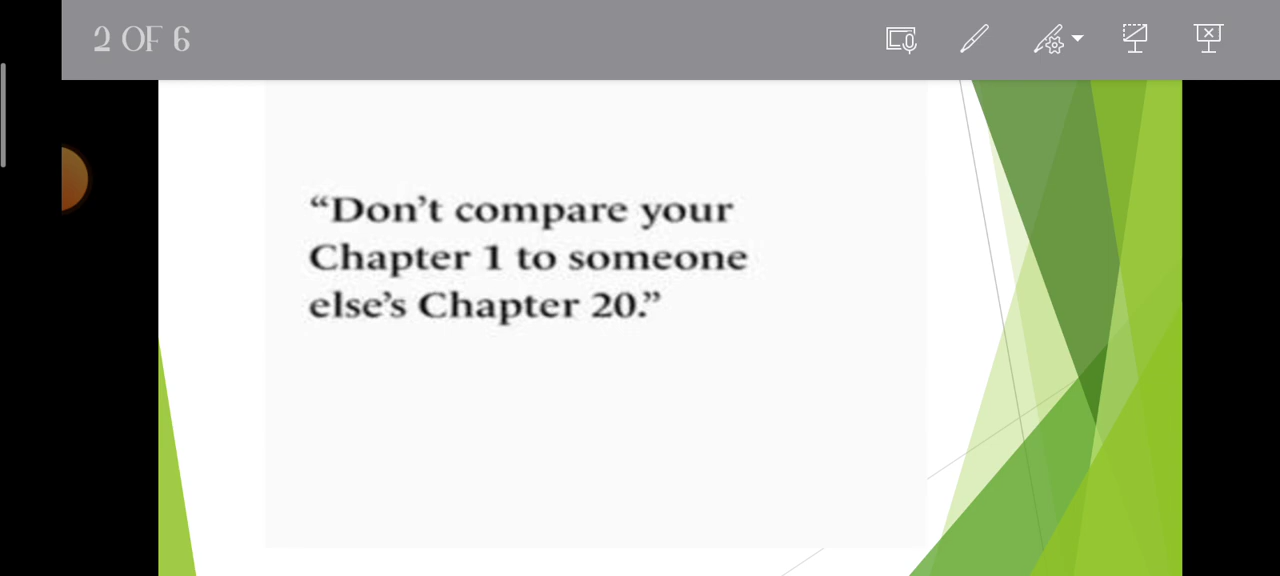 2 OF 6
“Don’t compare your
Chapter 1 to someone
else’s Chapter 20.”